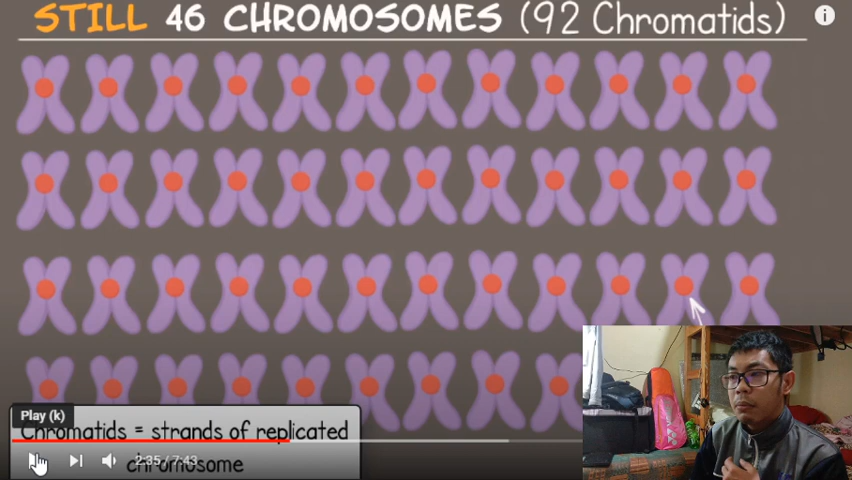 STILL 46 CHROMOSOMES (92 Chromatids)
Play (k)
Chromatids = strands of replicated
chromosome
2:35 / 7:43